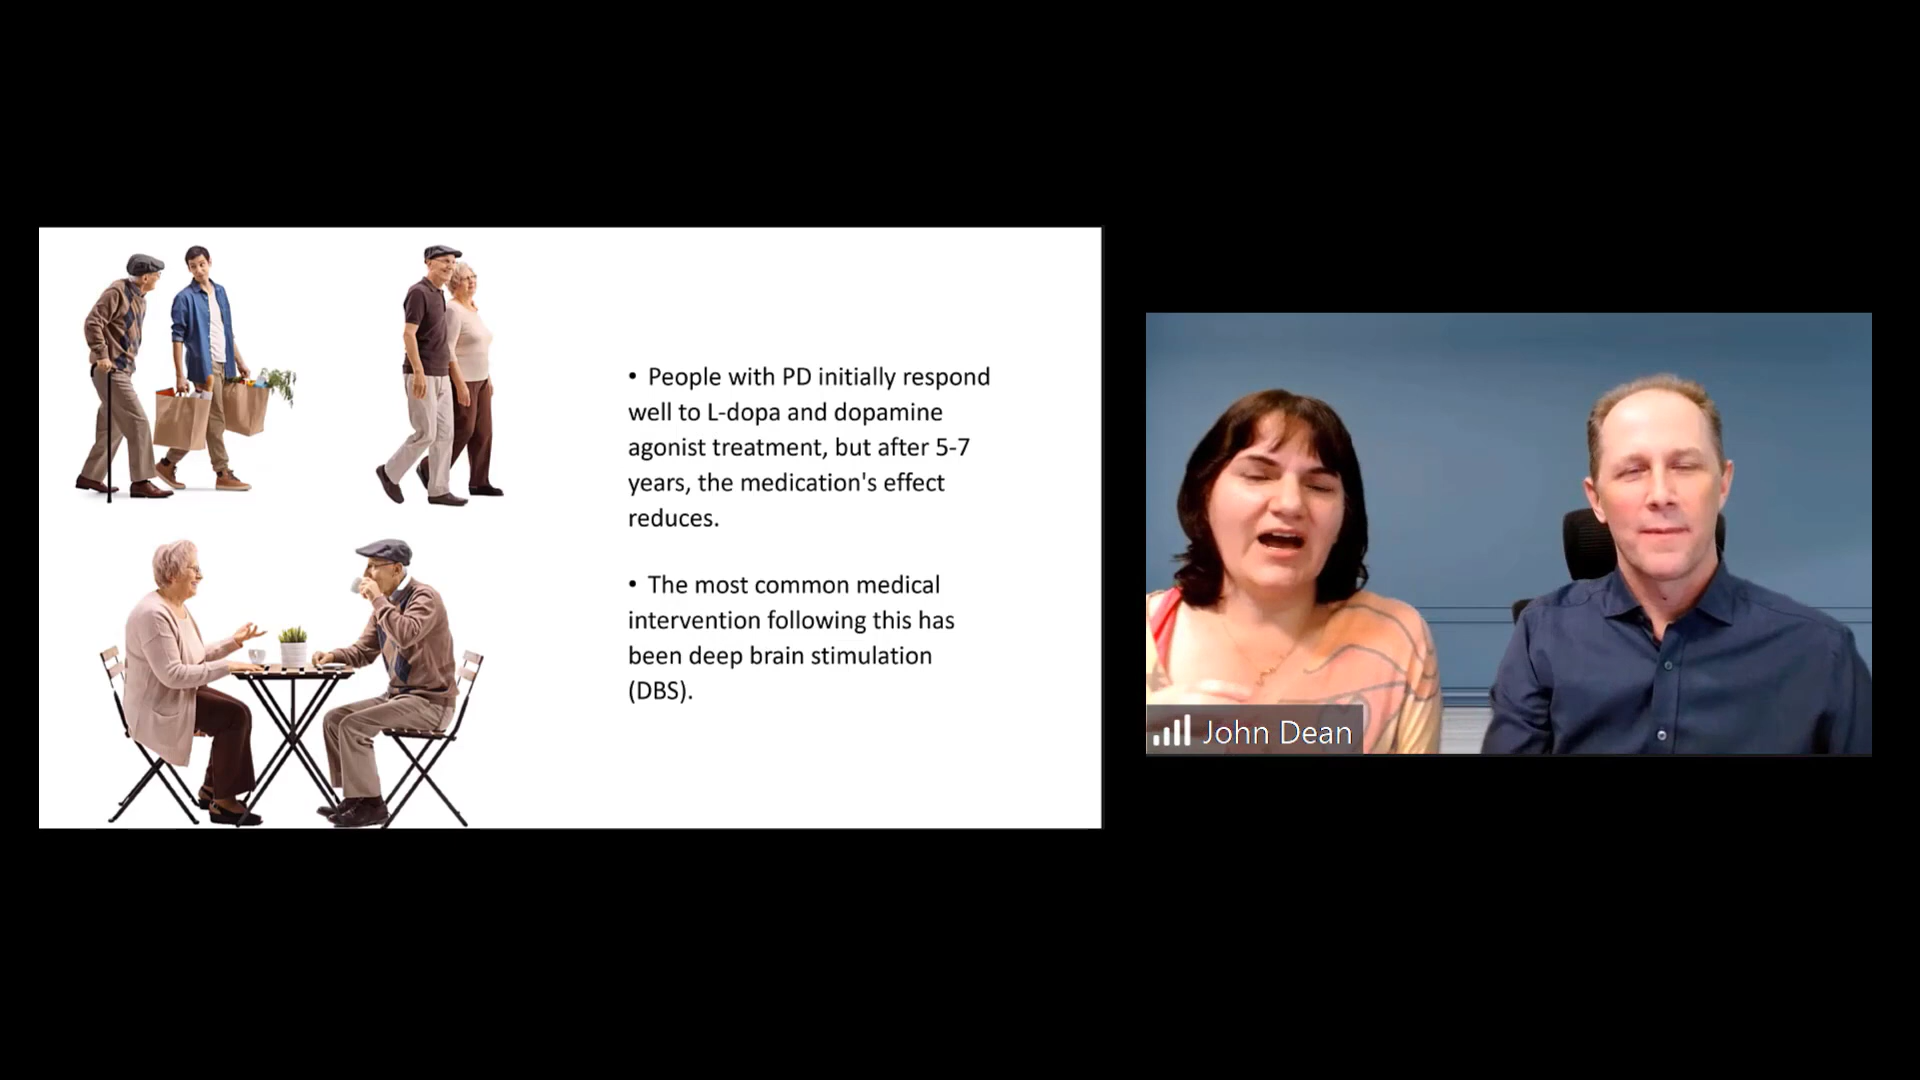 • People with PD initially respond
well to L-dopa and dopamine
agonist treatment, but after 5-7
years, the medication's effect
reduces.
• The most common medical
intervention following this has
been deep brain stimulation
(DBS).
John Dean